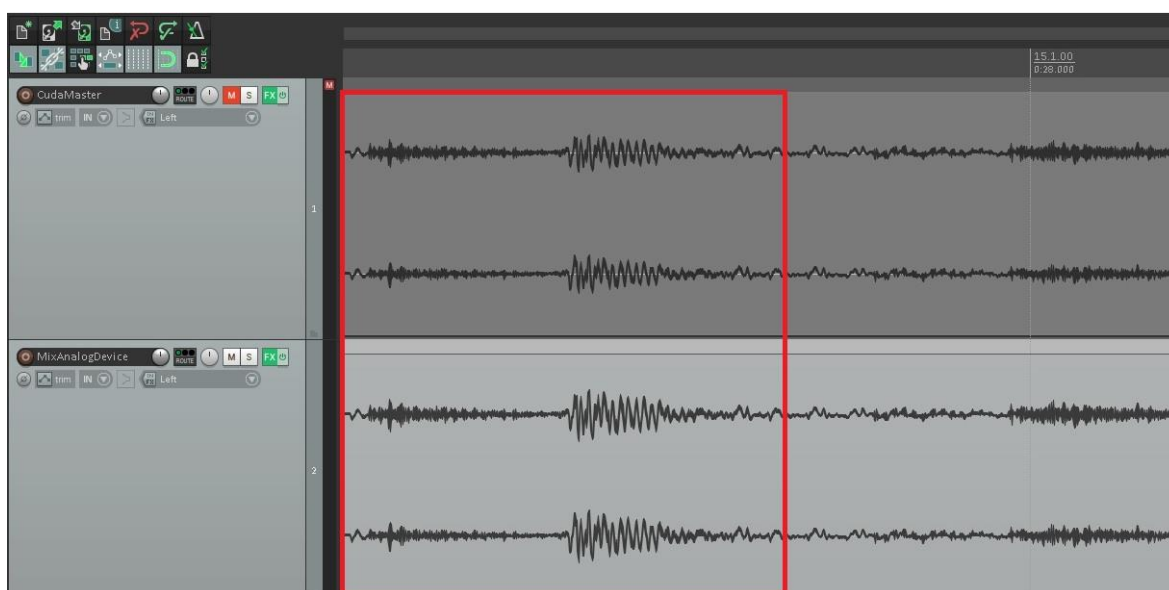 1
15.1.00
0:28.000
M
CudaMaster ROUTE M S FX
trim IN Left
1
MixAnalogDevice ROUTE M S FX
trim IN Left
2